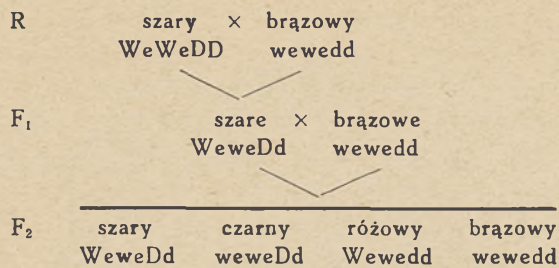 R szary × brązowy
WeWeDD wewedd
F₁ szare × brązowe
WeweDd wewedd
F₂ szary czarny różowy brązowy
WeweDd weweDd Wewedd wewedd